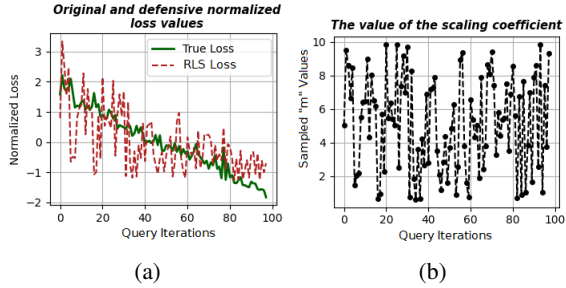 Original and defensive normalized
loss values
True Loss
RLS Loss
Normalized Loss
3
2
1
0
−1
−2
0
20
40
60
80
100
Query Iterations
(a)
The value of the scaling coefficient
Sampled "m" Values
10
8
6
4
2
0
20
40
60
80
100
Query Iterations
(b)